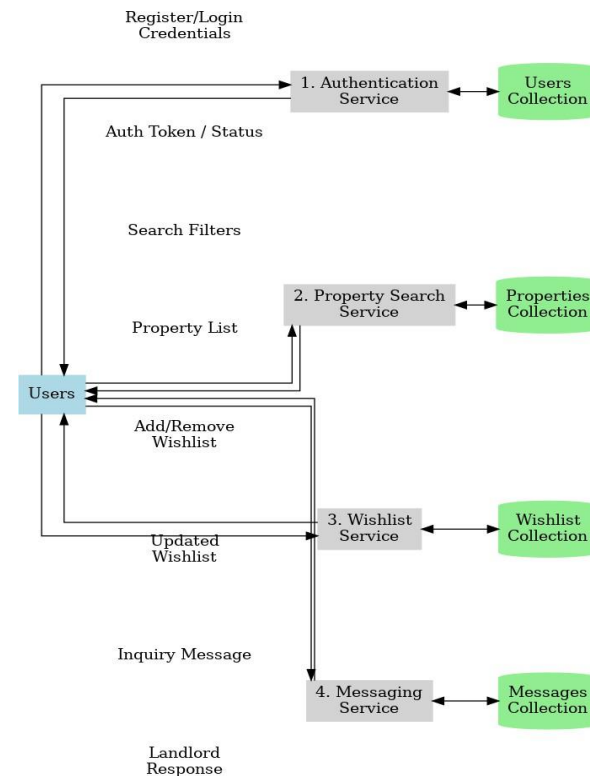 Register/Login
Credentials
1. Authentication
Service
Users
Collection
Auth Token / Status
Search Filters
2. Property Search
Service
Properties
Collection
Property List
Users
Add/Remove
Wishlist
3. Wishlist
Service
Wishlist
Collection
Updated
Wishlist
Inquiry Message
4. Messaging
Service
Messages
Collection
Landlord
Response